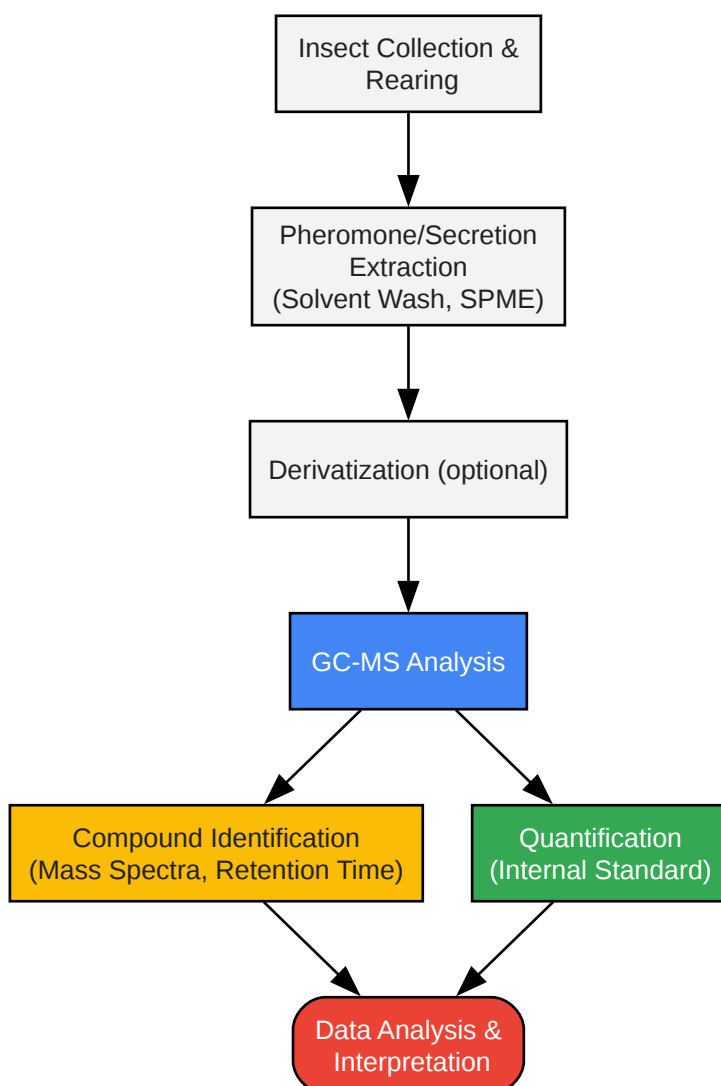 Insect Collection &
Rearing
Pheromone/Secretion
Extraction
(Solvent Wash, SPME)
Derivatization (optional)
GC-MS Analysis
Compound Identification
(Mass Spectra, Retention Time)
Quantification
(Internal Standard)
Data Analysis &
Interpretation